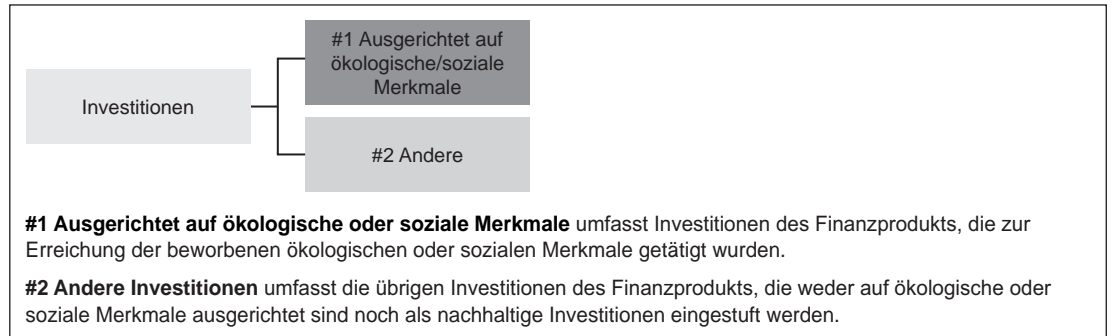 #1 Ausgerichtet auf
ökologische/soziale
Merkmale
Investitionen
#2 Andere
#1 Ausgerichtet auf ökologische oder soziale Merkmale umfasst Investitionen des Finanzprodukts, die zur
Erreichung der beworbenen ökologischen oder sozialen Merkmale getätigt wurden.
#2 Andere Investitionen umfasst die übrigen Investitionen des Finanzprodukts, die weder auf ökologische oder
soziale Merkmale ausgerichtet sind noch als nachhaltige Investitionen eingestuft werden.